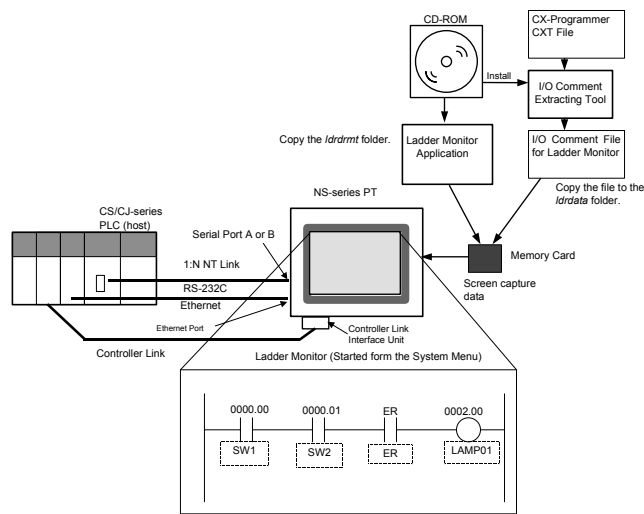 CD-ROM
CX-Programmer
CXT File
Install
I/O Comment
Extracting Tool
Copy the ldrdrmt folder.
Ladder Monitor
Application
I/O Comment File
for Ladder Monitor
Copy the file to the
ldrdata folder.
NS-series PT
CS/CJ-series
PLC (host)
Serial Port A or B
1:N NT Link
RS-232C
Ethernet
Ethernet Port
Controller Link
Controller Link
Interface Unit
Memory Card
Screen capture
data
Ladder Monitor (Started form the System Menu)
0000.00
0000.01
ER
0002.00
SW1
SW2
ER
LAMP01